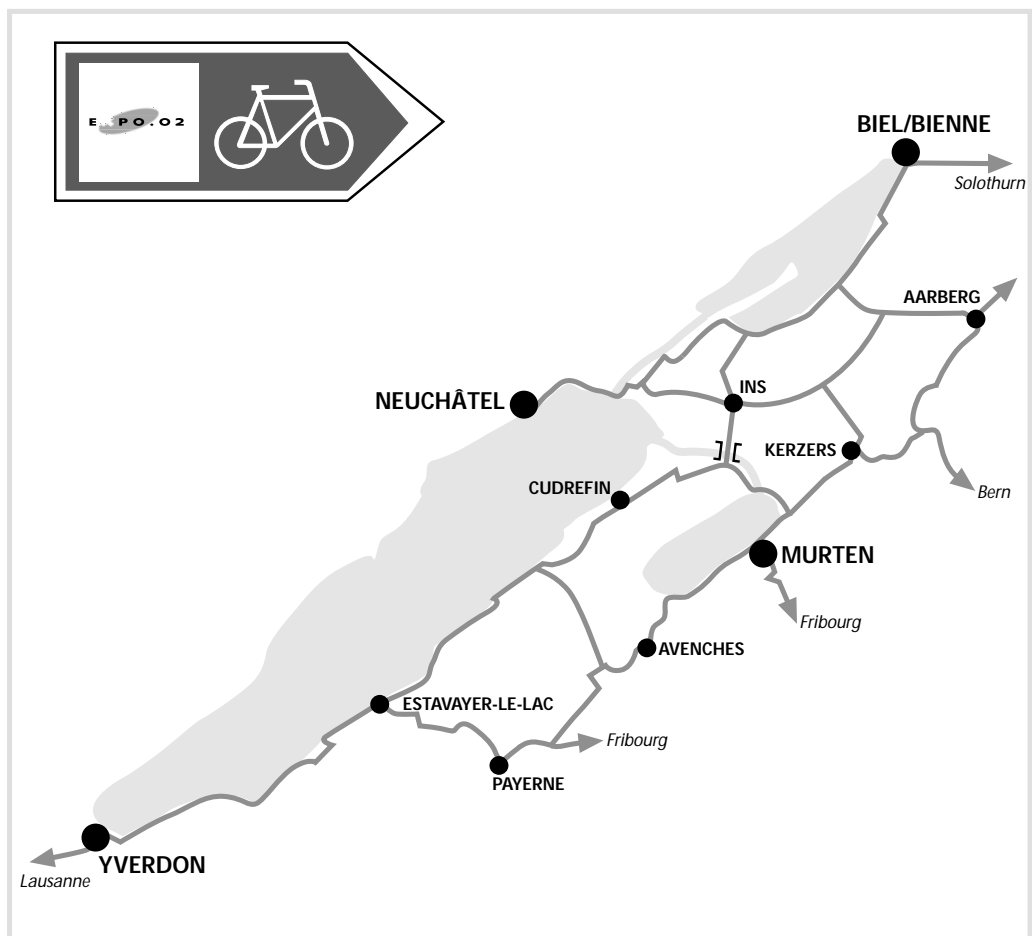 E PO.02
BIEL/BIENNE
Solothurn
AARBERG
INS
NEUCHÂTEL
KERZERS
CUDREFIN
Bern
MURTEN
Fribourg
AVENCHES
ESTAVAYER-LE-LAC
Fribourg
PAYERNE
YVERDON
Lausanne